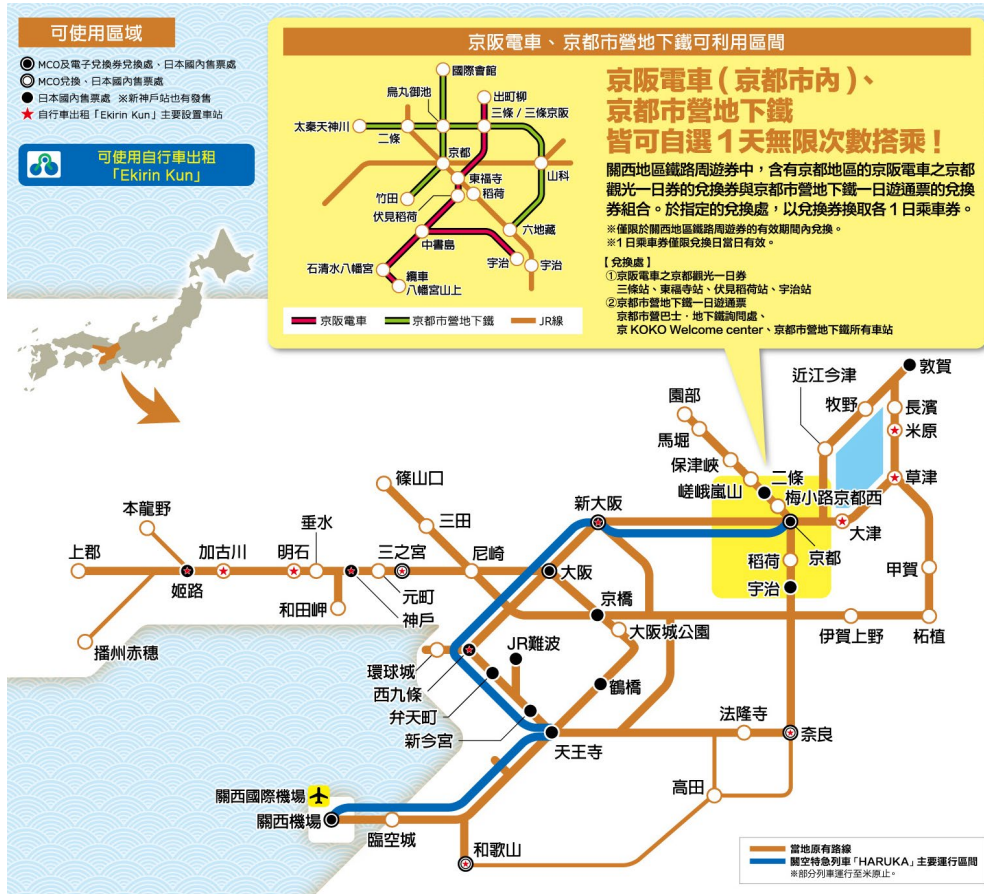 可使用區域
MCO及電子兌換券兌換處、日本國內售票處
MCO兌換、日本國內售票處
日本國內售票處 ※新神戶站也有發售
自行車出租「Ekirin Kun」主要設置車站
可使用自行車出租
「Ekirin Kun」
京阪電車、京都市營地下鐵可利用區間
國際會館
烏丸御池
出町柳
三條 / 三條京阪
太秦天神川
二條
京都
山科
東福寺
稻荷
竹田
伏見稻荷
六地藏
中書島
石清水八幡宮
宇治
宇治
纜車
八幡宮山上
京阪電車
京都市營地下鐵
JR線
京阪電車（京都市內）、
京都市營地下鐵
皆可自選1天無限次數搭乘！
關西地區鐵路周遊券中，含有京都地區的京阪電車之京都
觀光一日券的兌換券與京都市營地下鐵一日遊通票的兌換
券組合。於指定的兌換處，以兌換券換取各1日乘車券。
※僅限於關西地區鐵路周遊券的有效期間內兌換。
※1日乘車券僅限兌換日當日有效。
【兌換處】
①京阪電車之京都觀光一日券
三條站、東福寺站、伏見稻荷站、宇治站
②京都市營地下鐵一日遊通票
京都市營巴士·地下鐵詢問處、
京 KOKO Welcome center、京都市營地下鐵所有車站
近江今津
敦賀
園部
牧野
長濱
馬堀
米原
保津峽
二條
草津
嵯峨嵐山
梅小路京都西
篠山口
新大阪
大津
本龍野
垂水
三田
京都
上郡
加古川
明石
三之宮
尼崎
稻荷
甲賀
大阪
姬路
元町
宇治
和田岬
神戶
京橋
大阪城公園
伊賀上野
柘植
播州赤穗
JR難波
環球城
西九條
鶴橋
弁天町
法隆寺
新今宮
天王寺
奈良
關西國際機場
高田
關西機場
臨空城
和歌山
當地原有路線
關空特急列車「HARUKA」主要運行區間
※部分列車運行至米原止。